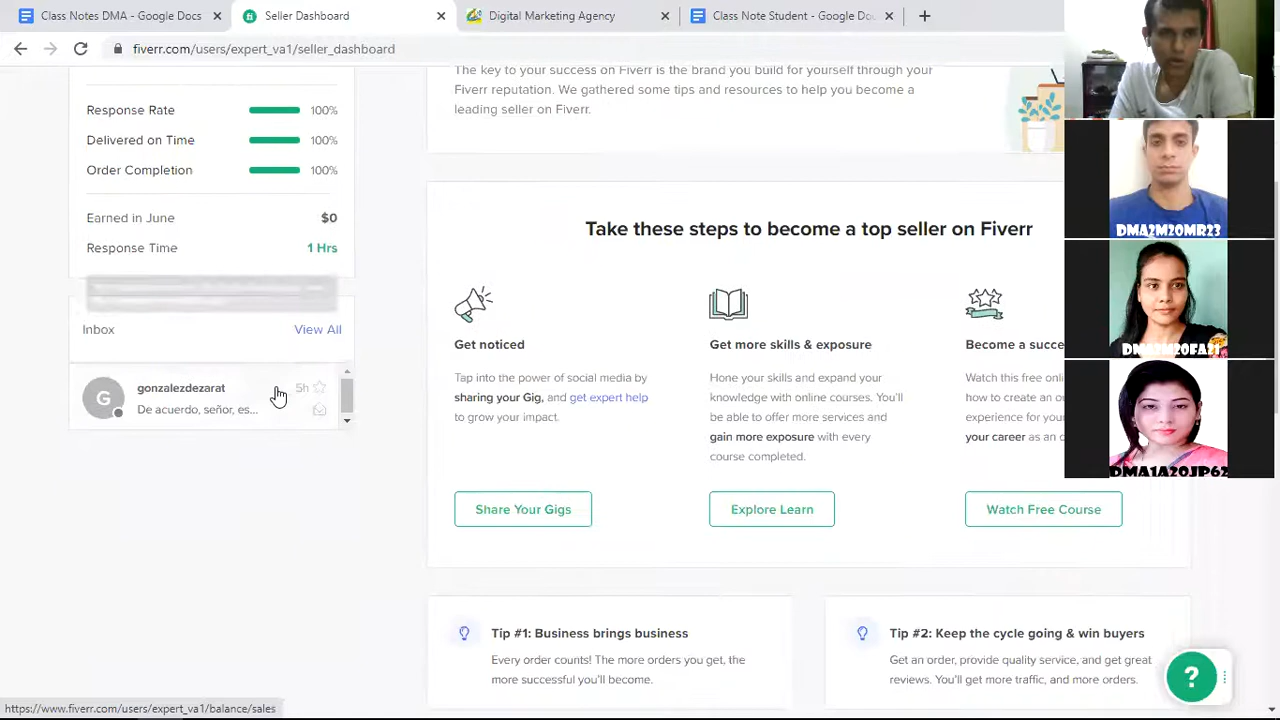 Class Notes DMA - Google Docs
Seller Dashboard
Digital Marketing Agency
Class Note Student - Google Doc
fiverr.com/users/expert_va1/seller_dashboard
Response Rate 100%
Delivered on Time 100%
Order Completion 100%
Earned in June $0
Response Time 1 Hrs
Inbox View All
G
gonzalezdezarat 5h
De acuerdo, señor, es...
The key to your success on Fiverr is the brand you build for yourself through your
Fiverr reputation. We gathered some tips and resources to help you become a
leading seller on Fiverr.
Take these steps to become a top seller on Fiverr
Get noticed
Tap into the power of social media by
sharing your Gig, and get expert help
to grow your impact.
Share Your Gigs
Get more skills & exposure
Hone your skills and expand your
knowledge with online courses. You'll
be able to offer more services and
gain more exposure with every
course completed.
Explore Learn
Become a succe
Watch this free onli
how to create an o
experience for you
your career as an o
Watch Free Course
Tip #1: Business brings business
Every order counts! The more orders you get, the
more successful you'll become.
Tip #2: Keep the cycle going & win buyers
Get an order, provide quality service, and get great
reviews. You'll get more traffic, and more orders.
?
DMA2M20MR23
DMA1A20JP62
https://www.fiverr.com/users/expert_va1/balance/sales